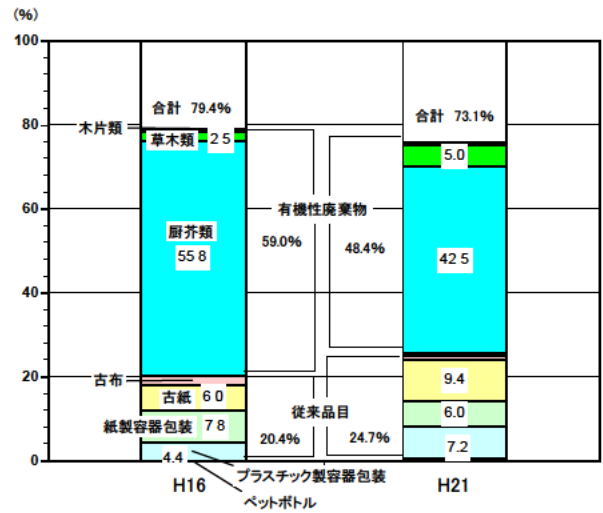 (%)
100
80
60
40
20
0
合計 79.4%
木片類
草木類 2 5
厨芥類
55 8
古布
古紙 6 0
紙製容器包装 7 8
4.4
プラスチック製容器包装
ペットボトル
H16
有機性廃棄物
59.0%
48.4%
従来品目
20.4%
24.7%
合計 73.1%
5.0
42 5
9.4
6.0
7.2
H21